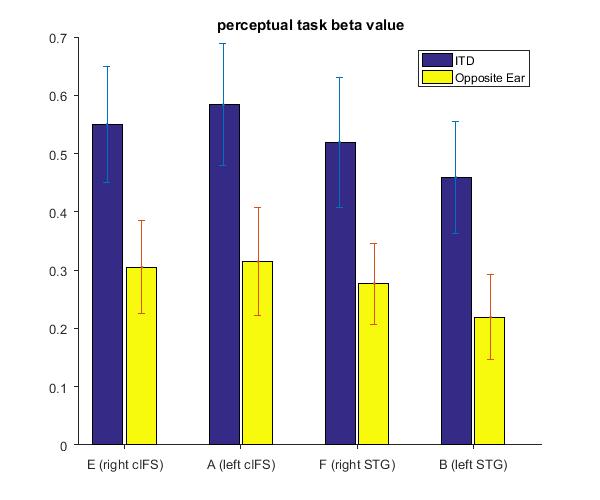 perceptual task beta value
ITD
Opposite Ear
0.7
0.6
0.5
0.4
0.3
0.2
0.1
0
E (right cIFS)
A (left cIFS)
F (right STG)
B (left STG)